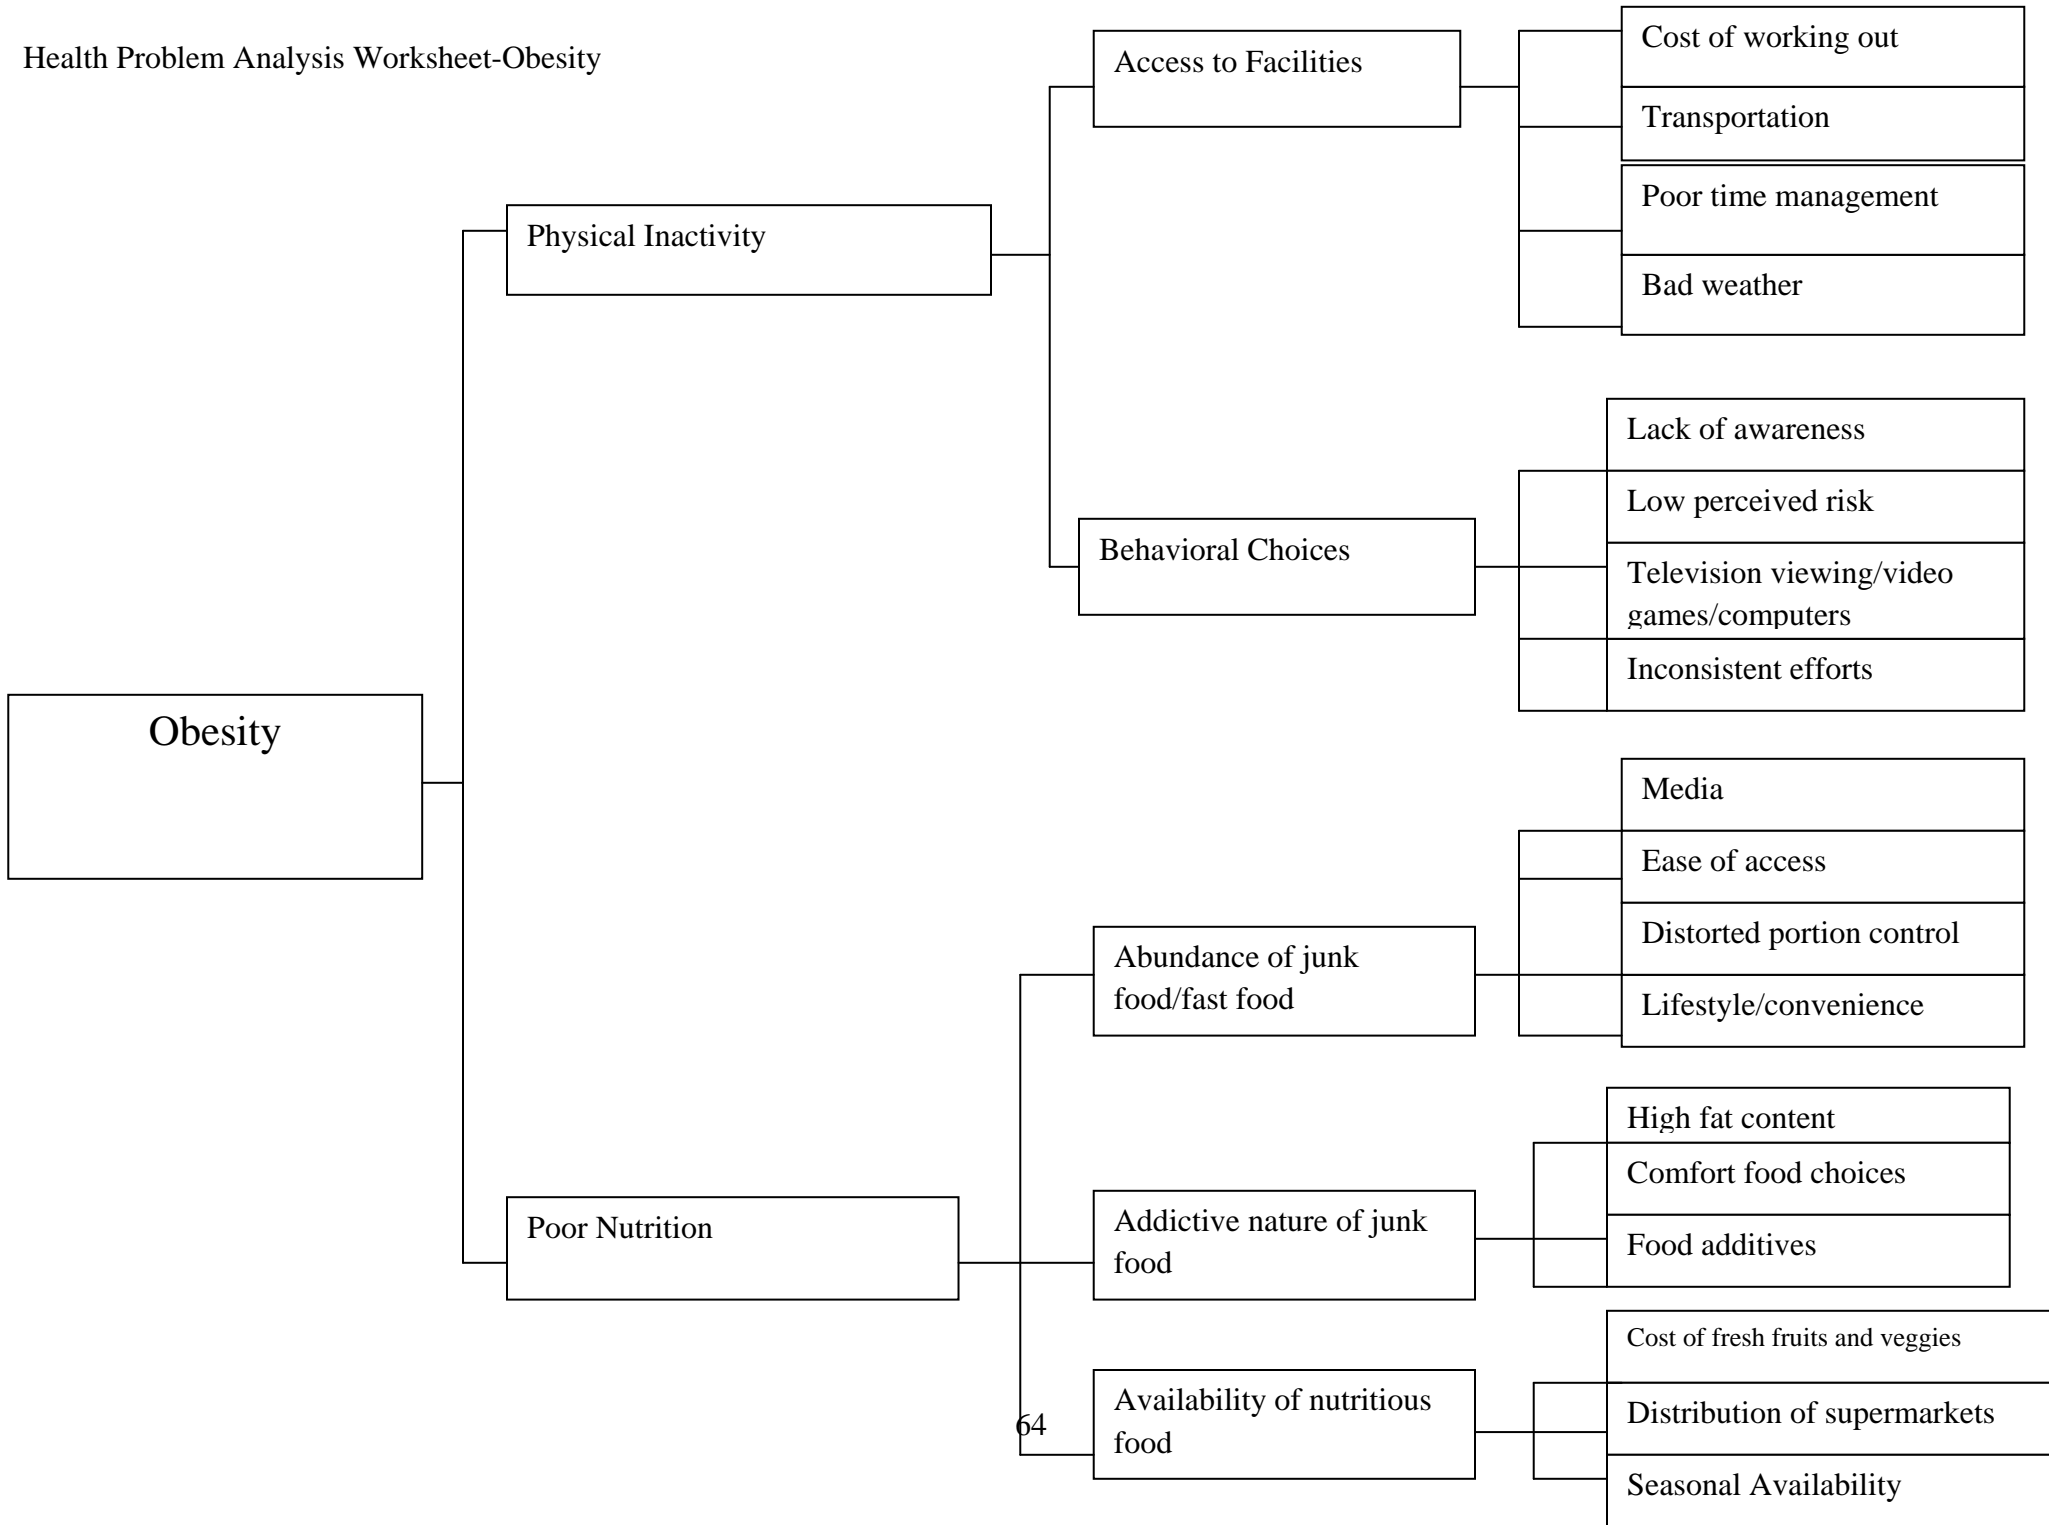 Health Problem Analysis Worksheet-Obesity
Obesity
Physical Inactivity
Access to Facilities
Cost of working out
Transportation
Poor time management
Bad weather
Behavioral Choices
Lack of awareness
Low perceived risk
Television viewing/video
games/computers
Inconsistent efforts
Poor Nutrition
Abundance of junk
food/fast food
Media
Ease of access
Distorted portion control
Lifestyle/convenience
Addictive nature of junk
food
High fat content
Comfort food choices
Food additives
Availability of nutritious
food
Cost of fresh fruits and veggies
Distribution of supermarkets
Seasonal Availability
64